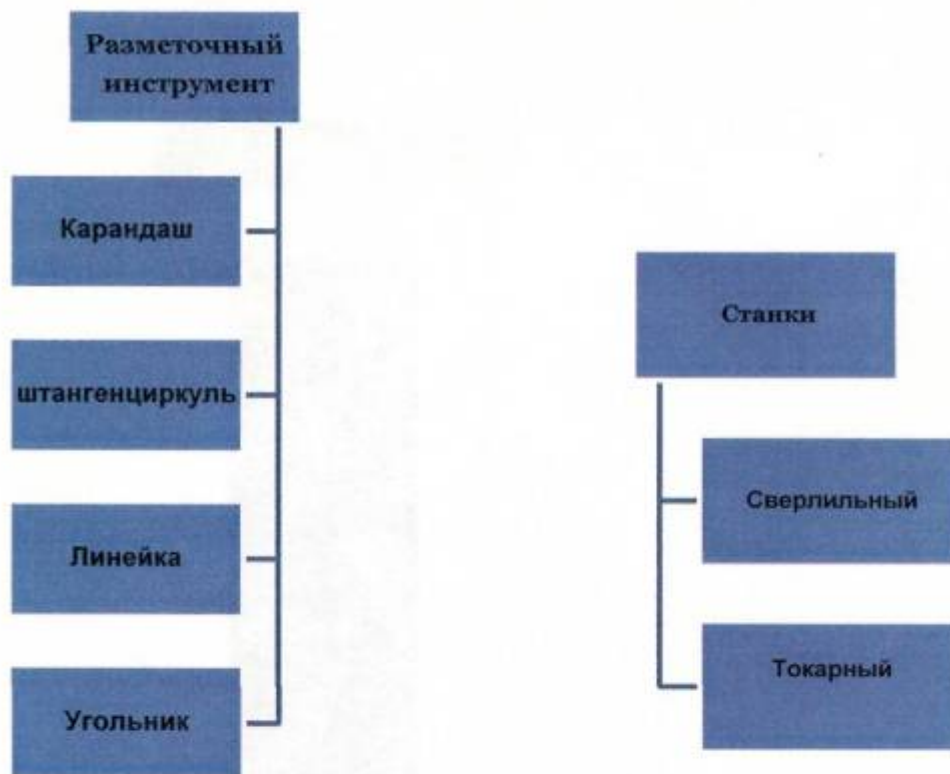 Разметочный
инструмент
Карандаш
штангенциркуль
Линейка
Угольник
Станки
Сверлильный
Токарный